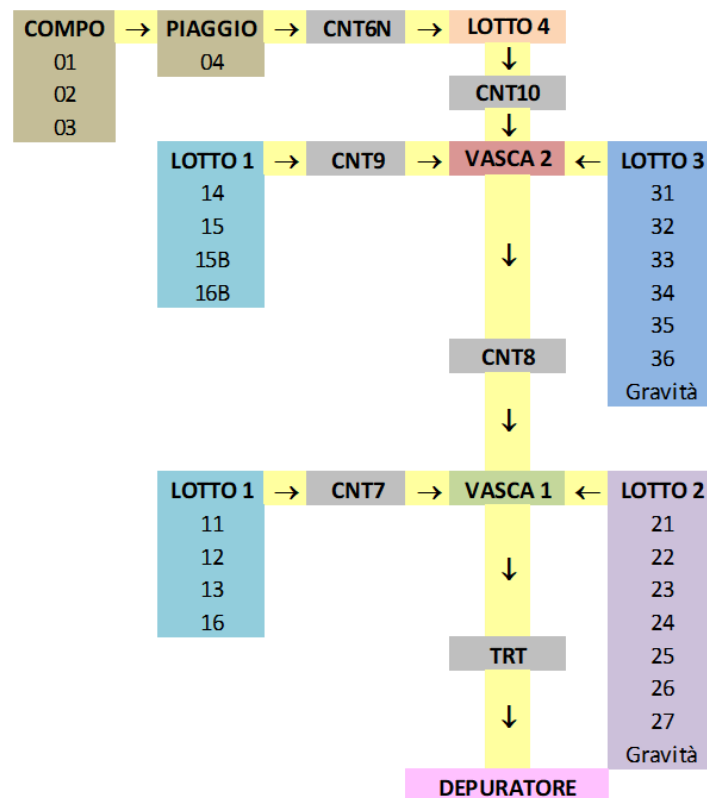 COMPO → PIAGGIO → CNT6N → LOTTO 4
01 04 ↓
02 CNT10
03 ↓
LOTTO 1 → CNT9 → VASCA 2 ← LOTTO 3
14 31
15 32
15B ↓ 33
16B 34
35
CNT8 36
Gravità
↓
LOTTO 1 → CNT7 → VASCA 1 ← LOTTO 2
11 21
12 22
13 ↓ 23
16 24
TRT 25
26
↓ 27
Gravità
DEPURATORE